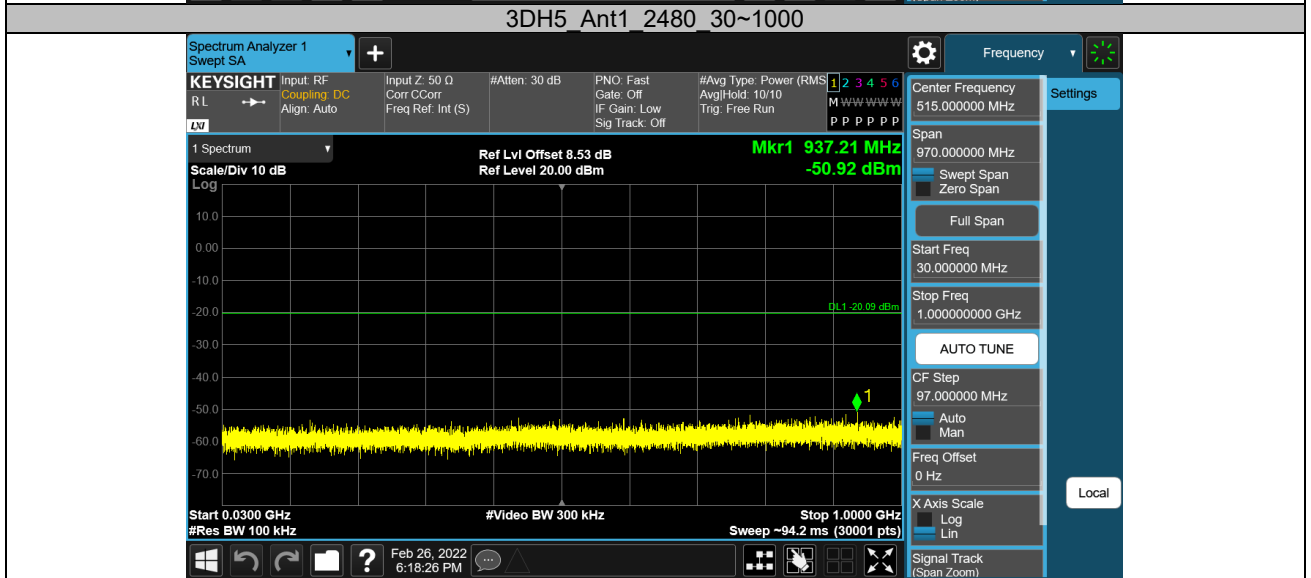 3DH5_Ant1_2480_30~1000
Spectrum Analyzer 1
Swept SA
+
Frequency
KEYSIGHT
R L
LXI
Input: RF
Coupling: DC
Align: Auto
Input Z: 50 Ω
Corr CCorr
Freq Ref: Int (S)
#Atten: 30 dB
PNO: Fast
Gate: Off
IF Gain: Low
Sig Track: Off
#Avg Type: Power (RMS
Avg|Hold: 10/10
Trig: Free Run
1 2 3 4 5 6
M W W W W W
P P P P P P
1 Spectrum
Scale/Div 10 dB
Log
Ref Lvl Offset 8.53 dB
Ref Level 20.00 dBm
Mkr1 937.21 MHz
-50.92 dBm
10.0
0.00
-10.0
-20.0
-30.0
-40.0
-50.0
-60.0
-70.0
DL1 -20.09 dBm
1
Start 0.0300 GHz
#Res BW 100 kHz
#Video BW 300 kHz
Stop 1.0000 GHz
Sweep ~94.2 ms (30001 pts)
?
Feb 26, 2022
6:18:26 PM
Center Frequency
515.000000 MHz
Span
970.000000 MHz
Swept Span
Zero Span
Full Span
Start Freq
30.000000 MHz
Stop Freq
1.000000000 GHz
AUTO TUNE
CF Step
97.000000 MHz
Auto
Man
Freq Offset
0 Hz
X Axis Scale
Log
Lin
Signal Track
(Span Zoom)
Settings
Local